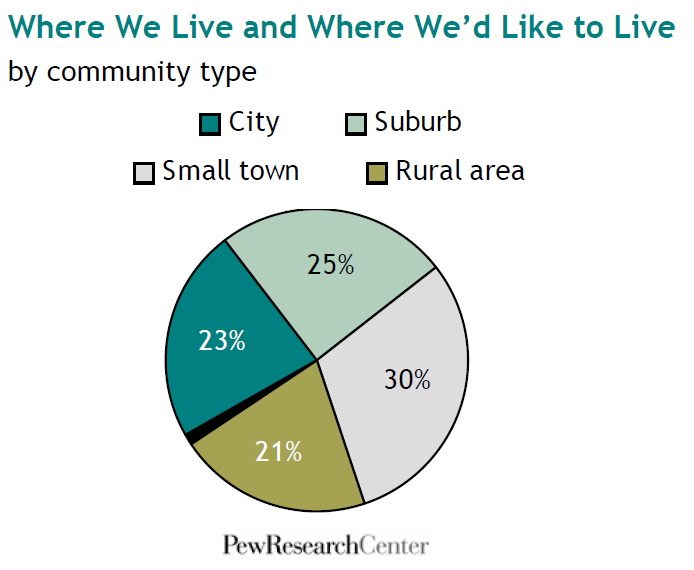 Where We Live and Where We'd Like to Live
by community type
City Suburb
Small town Rural area
25%
23%
30%
21%
PewResearchCenter